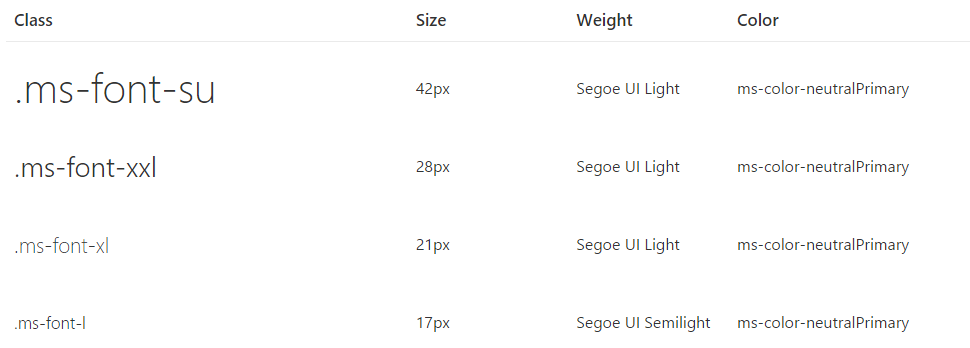 Class Size Weight Color
.ms-font-su 42px Segoe UI Light ms-color-neutralPrimary
.ms-font-xxl 28px Segoe UI Light ms-color-neutralPrimary
.ms-font-xl 21px Segoe UI Light ms-color-neutralPrimary
.ms-font-l 17px Segoe UI Semilight ms-color-neutralPrimary